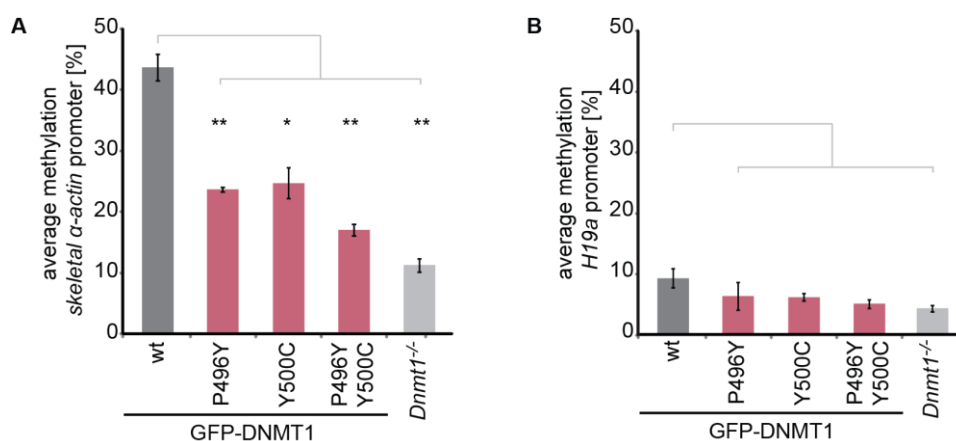 A
average methylation
skeletal α-actin promoter [%]
50
40
30
20
10
0
** * ** **
wt
P496Y
Y500C
P496Y
Y500C
Dnmt1-/-
GFP-DNMT1
B
average methylation
H19a promoter [%]
50
40
30
20
10
0
wt
P496Y
Y500C
P496Y
Y500C
Dnmt1-/-
GFP-DNMT1